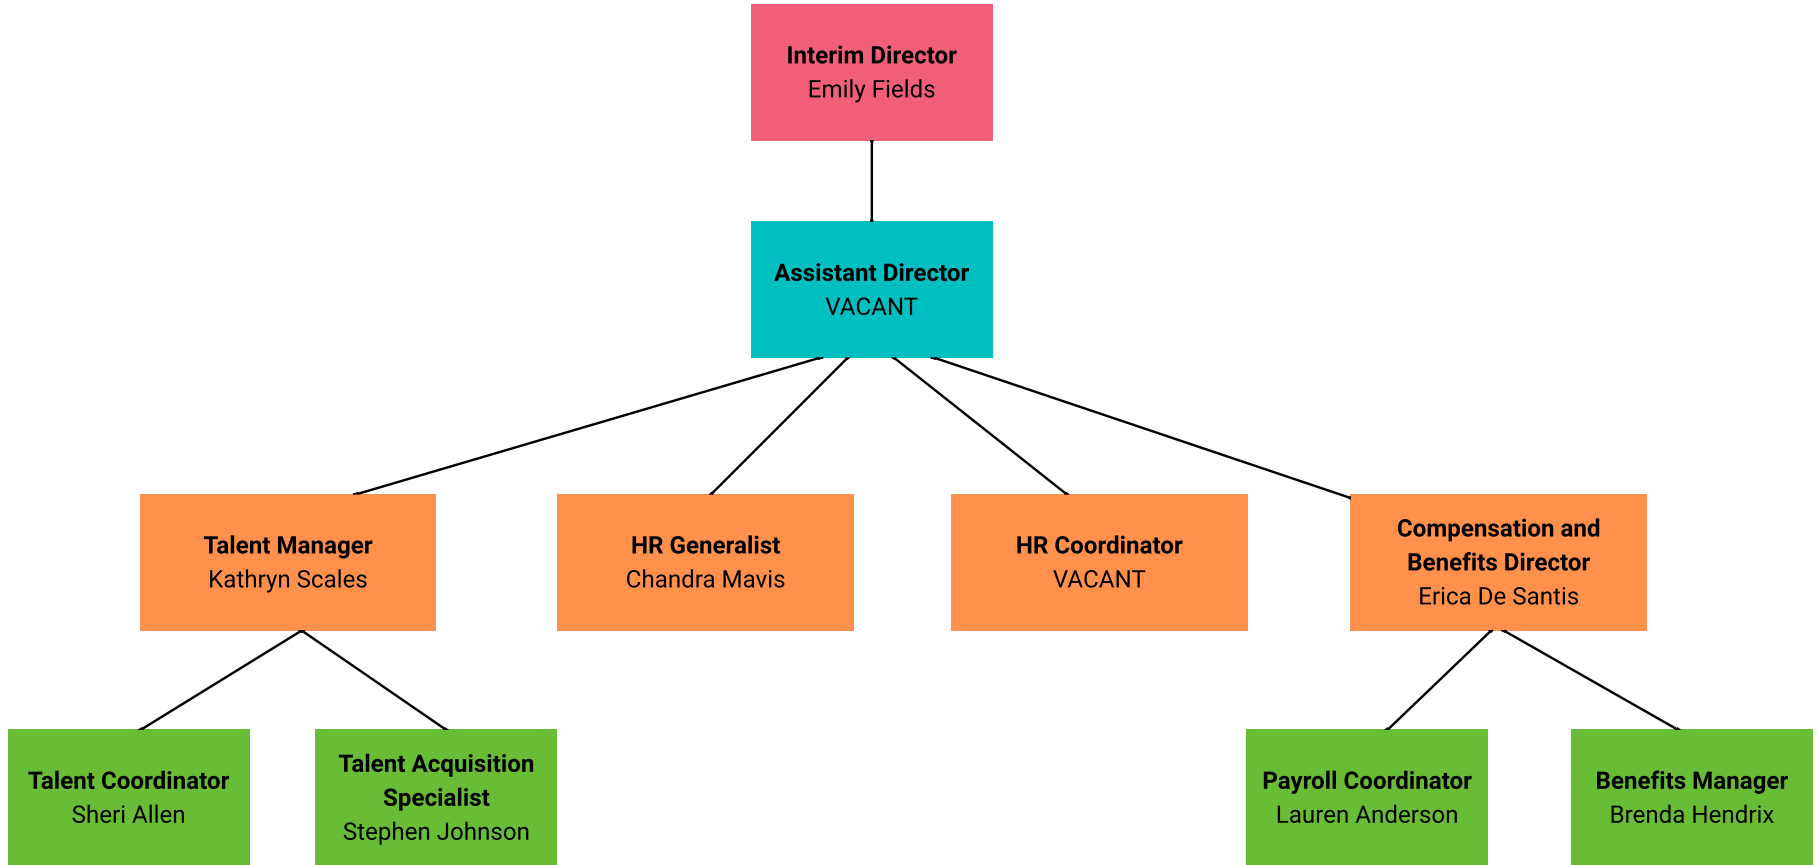 Interim Director
Emily Fields
Assistant Director
VACANT
Talent Manager
Kathryn Scales
HR Generalist
Chandra Mavis
HR Coordinator
VACANT
Compensation and
Benefits Director
Erica De Santis
Talent Coordinator
Sheri Allen
Talent Acquisition
Specialist
Stephen Johnson
Payroll Coordinator
Lauren Anderson
Benefits Manager
Brenda Hendrix